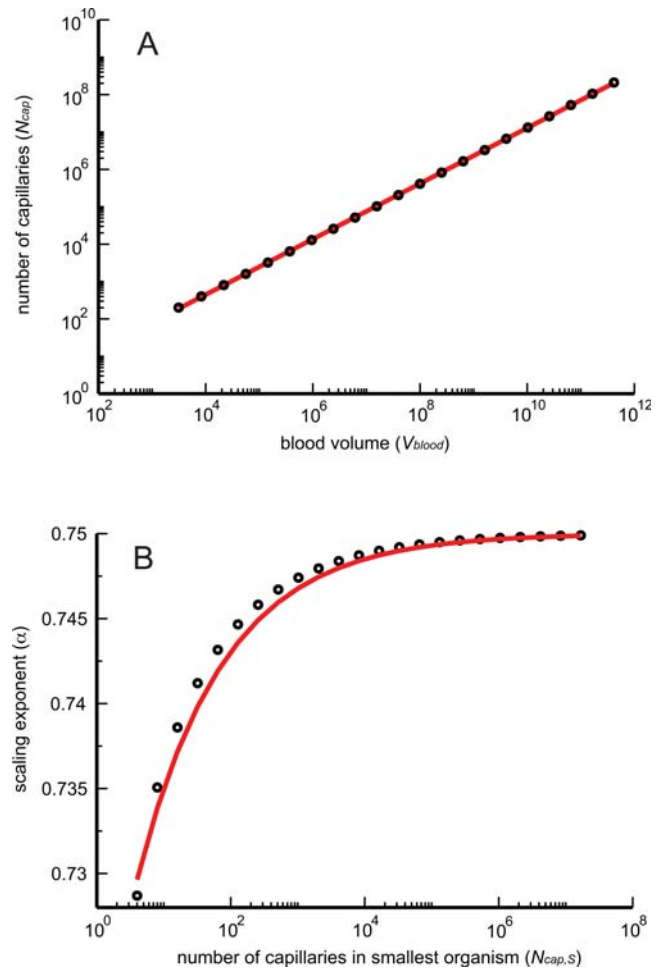 A
10^10
10^8
10^6
10^4
10^2
10^0
number of capillaries (Ncap)
10^2 10^4 10^6 10^8 10^10 10^12
blood volume (Vblood)
B
0.75
0.745
0.74
0.735
0.73
scaling exponent (α)
10^0 10^2 10^4 10^6 10^8
number of capillaries in smallest organism (Ncap,S)